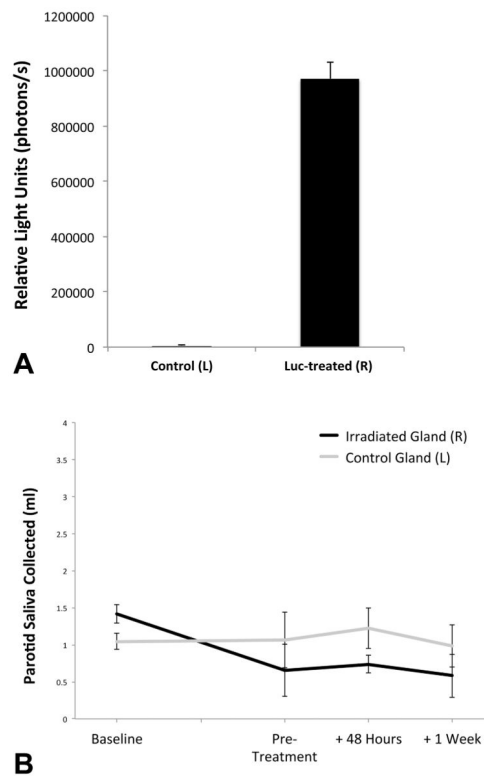 1200000
1000000
800000
600000
400000
200000
0
Relative Light Units (photons/s)
Control (L)
Luc-treated (R)
A
4
3.5
3
2.5
2
1.5
1
0.5
0
Parotid Saliva Collected (ml)
Irradiated Gland (R)
Control Gland (L)
Baseline
Pre-
Treatment
+ 48 Hours
+ 1 Week
B